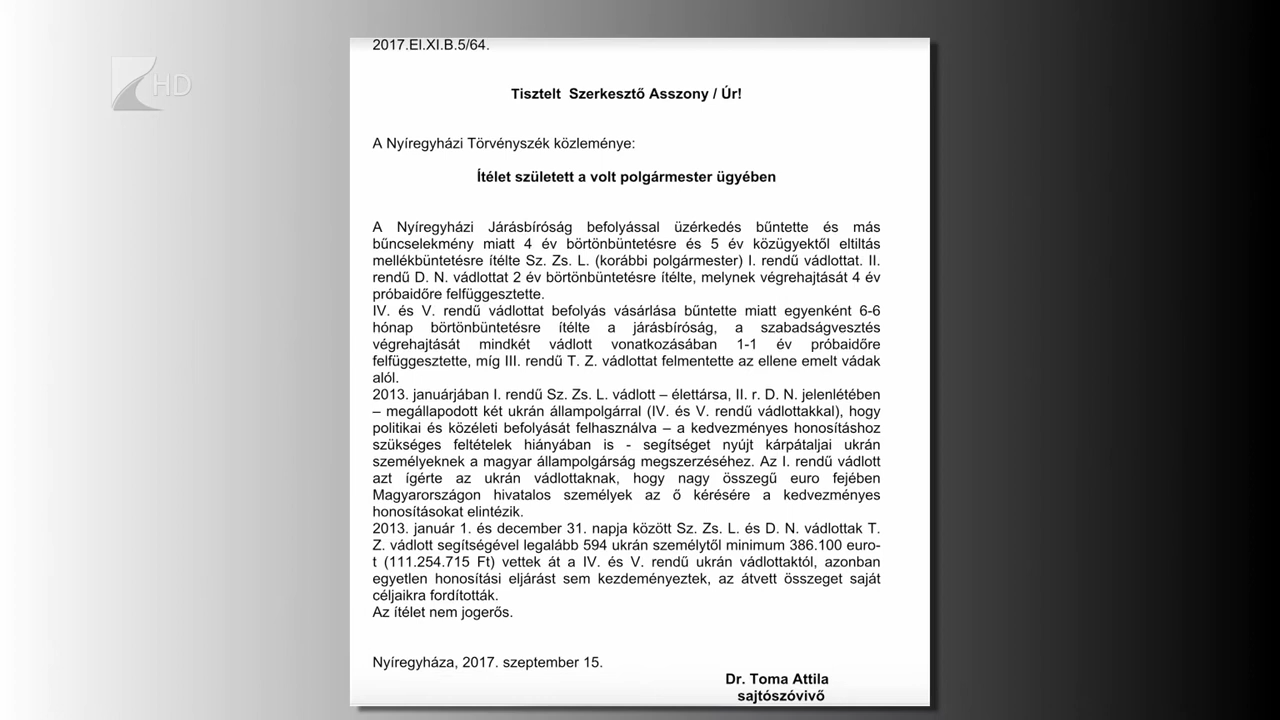 HD
2017.El.XI.B.5/64.
Tisztelt Szerkesztő Asszony / Úr!
A Nyíregyházi Törvényszék közleménye:
Ítélet született a volt polgármester ügyében
A Nyíregyházi Járásbíróság befolyással üzérkedés bűntette és más
bűncselekmény miatt 4 év börtönbüntetésre és 5 év közügyektől eltiltás
mellékbüntetésre ítélte Sz. Zs. L. (korábbi polgármester) I. rendű vádlottat. II.
rendű D. N. vádlottat 2 év börtönbüntetésre ítélte, melynek végrehajtását 4 év
próbaidőre felfüggesztette.
IV. és V. rendű vádlottat befolyás vásárlása bűntette miatt egyenként 6-6
hónap börtönbüntetésre ítélte a járásbíróság, a szabadságvesztés
végrehajtását mindkét vádlott vonatkozásában 1-1 év próbaidőre
felfüggesztette, míg III. rendű T. Z. vádlottat felmentette az ellene emelt vádak
alól.
2013. januárjában I. rendű Sz. Zs. L. vádlott – élettársa, II. r. D. N. jelenlétében
– megállapodott két ukrán állampolgárral (IV. és V. rendű vádlottakkal), hogy
politikai és közéleti befolyását felhasználva – a kedvezményes honosításhoz
szükséges feltételek hiányában is - segítséget nyújt kárpátaljai ukrán
személyeknek a magyar állampolgárság megszerzéséhez. Az I. rendű vádlott
azt ígérte az ukrán vádlottaknak, hogy nagy összegű euro fejében
Magyarországon hivatalos személyek az ő kérésére a kedvezményes
honosításokat elintézik.
2013. január 1. és december 31. napja között Sz. Zs. L. és D. N. vádlottak T.
Z. vádlott segítségével legalább 594 ukrán személytől minimum 386.100 euro-
t (111.254.715 Ft) vettek át a IV. és V. rendű ukrán vádlottaktól, azonban
egyetlen honosítási eljárást sem kezdeményeztek, az átvett összeget saját
céljaikra fordították.
Az ítélet nem jogerős.
Nyíregyháza, 2017. szeptember 15.
Dr. Toma Attila
sajtószóvivő